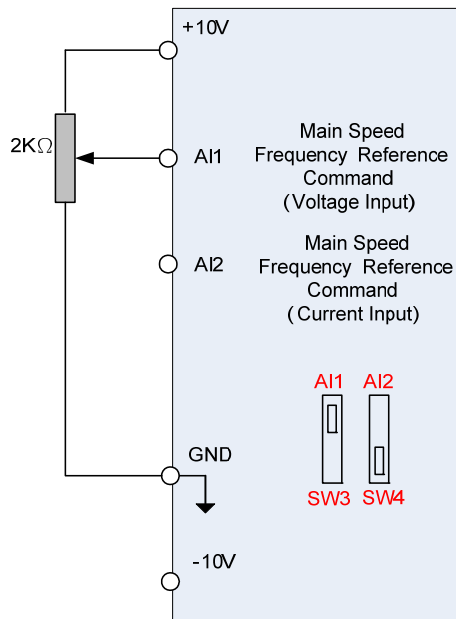 +10V
2KΩ
AI1
Main Speed
Frequency Reference
Command
(Voltage Input)
AI2
Main Speed
Frequency Reference
Command
(Current Input)
AI1 AI2
GND
SW3 SW4
-10V